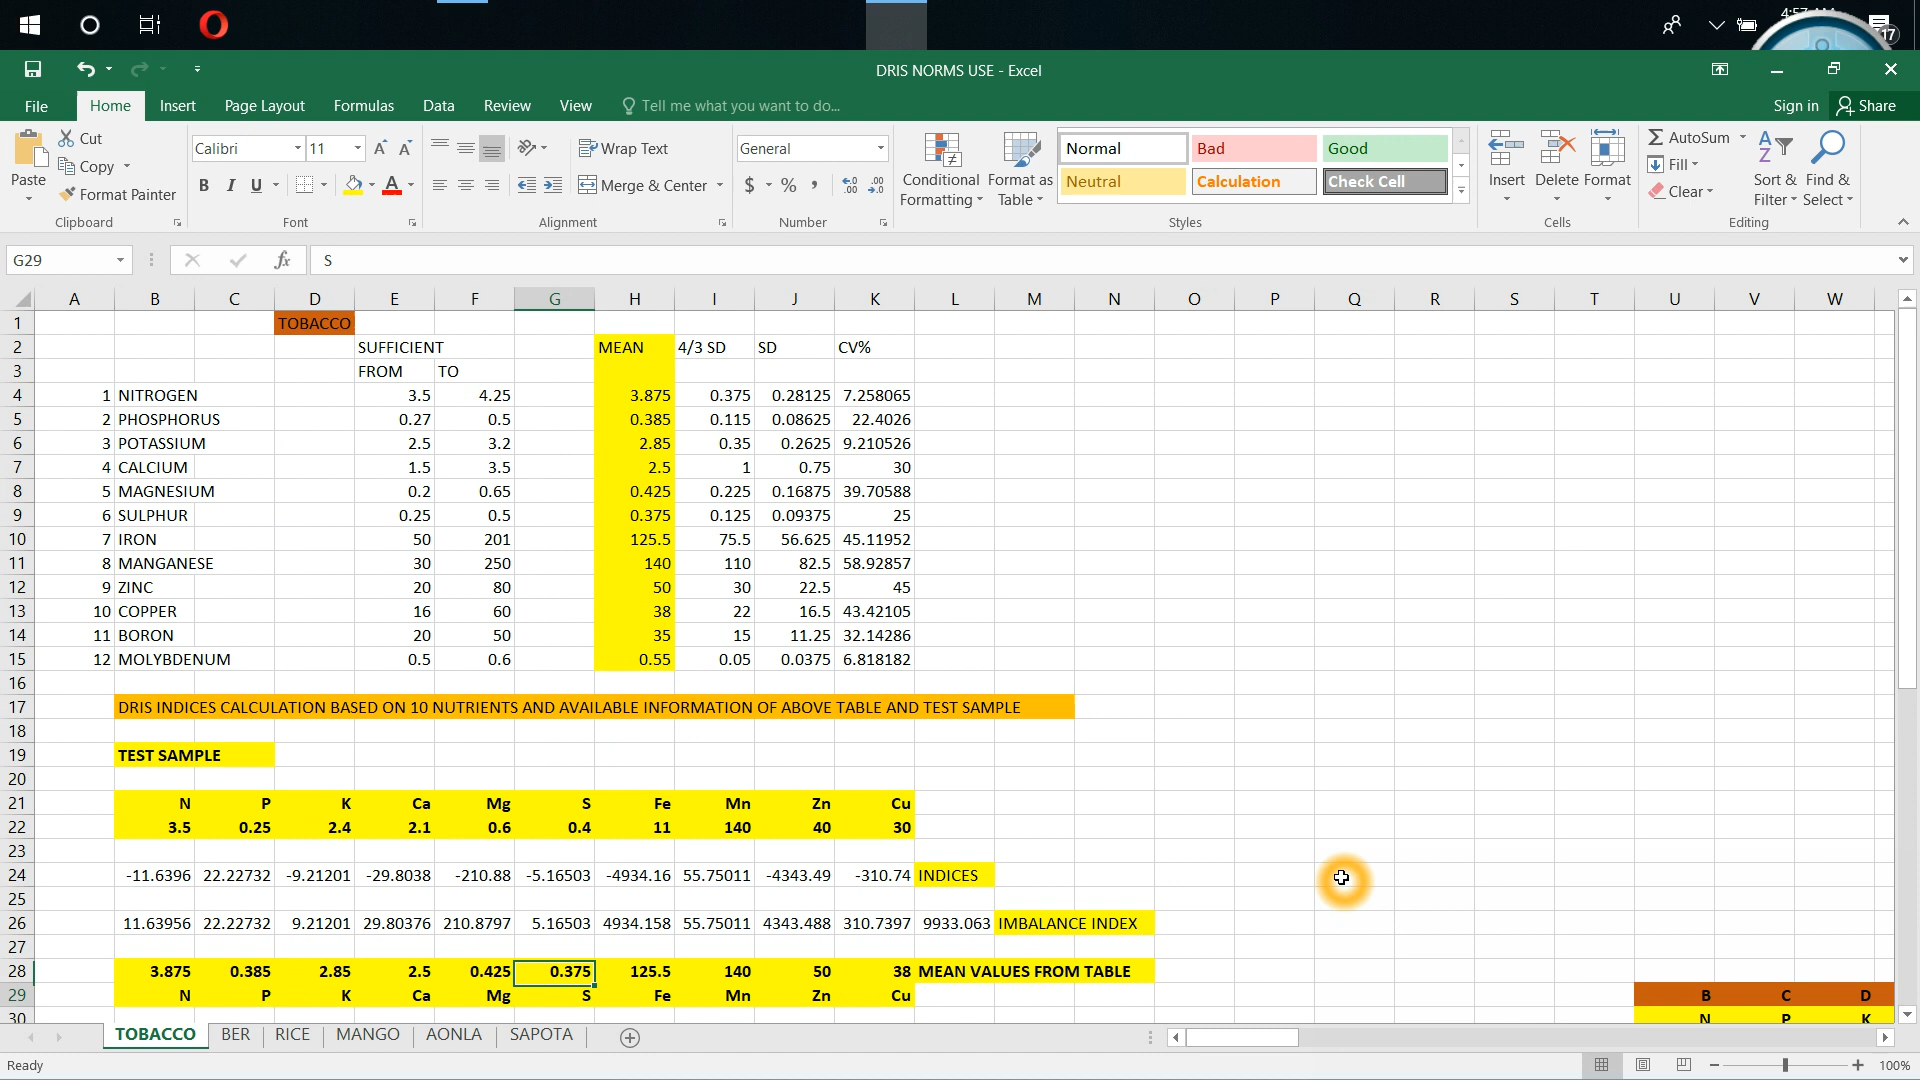 4:57 AM
17
DRIS NORMS USE - Excel
File Home Insert Page Layout Formulas Data Review View Tell me what you want to do... Sign in Share
Paste Cut Copy Format Painter Clipboard
Calibri 11 B I U A Font
Wrap Text Merge & Center Alignment
General $ % , Number
Conditional Formatting Format as Table
Normal Bad Good
Neutral Calculation Check Cell
Styles
Insert Delete Format Cells
AutoSum Fill Clear Sort & Filter Find & Select Editing
G29 fx S
A B C D E F G H I J K L M N O P Q R S T U V W
1 TOBACCO
2 SUFFICIENT MEAN 4/3 SD SD CV%
3 FROM TO
4 1 NITROGEN 3.5 4.25 3.875 0.375 0.28125 7.258065
5 2 PHOSPHORUS 0.27 0.5 0.385 0.115 0.08625 22.4026
6 3 POTASSIUM 2.5 3.2 2.85 0.35 0.2625 9.210526
7 4 CALCIUM 1.5 3.5 2.5 1 0.75 30
8 5 MAGNESIUM 0.2 0.65 0.425 0.225 0.16875 39.70588
9 6 SULPHUR 0.25 0.5 0.375 0.125 0.09375 25
10 7 IRON 50 201 125.5 75.5 56.625 45.11952
11 8 MANGANESE 30 250 140 110 82.5 58.92857
12 9 ZINC 20 80 50 30 22.5 45
13 10 COPPER 16 60 38 22 16.5 43.42105
14 11 BORON 20 50 35 15 11.25 32.14286
15 12 MOLYBDENUM 0.5 0.6 0.55 0.05 0.0375 6.818182
16
17 DRIS INDICES CALCULATION BASED ON 10 NUTRIENTS AND AVAILABLE INFORMATION OF ABOVE TABLE AND TEST SAMPLE
18
19 TEST SAMPLE
20
21 N P K Ca Mg S Fe Mn Zn Cu
22 3.5 0.25 2.4 2.1 0.6 0.4 11 140 40 30
23
24 -11.6396 22.22732 -9.21201 -29.8038 -210.88 -5.16503 -4934.16 55.75011 -4343.49 -310.74 INDICES
25
26 11.63956 22.22732 9.21201 29.80376 210.8797 5.16503 4934.158 55.75011 4343.488 310.7397 9933.063 IMBALANCE INDEX
27
28 3.875 0.385 2.85 2.5 0.425 0.375 125.5 140 50 38 MEAN VALUES FROM TABLE
29 N P K Ca Mg S Fe Mn Zn Cu B C D
30 N P K
TOBACCO BER RICE MANGO AONLA SAPOTA
Ready 100%